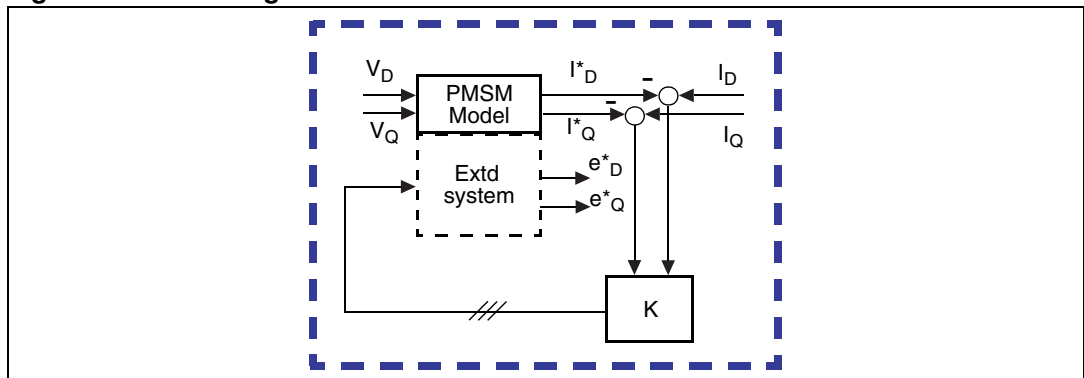 V_D
V_Q
PMSM
Model
I*_D
I*_Q
-
-
I_D
I_Q
Extd
system
e*_D
e*_Q
K